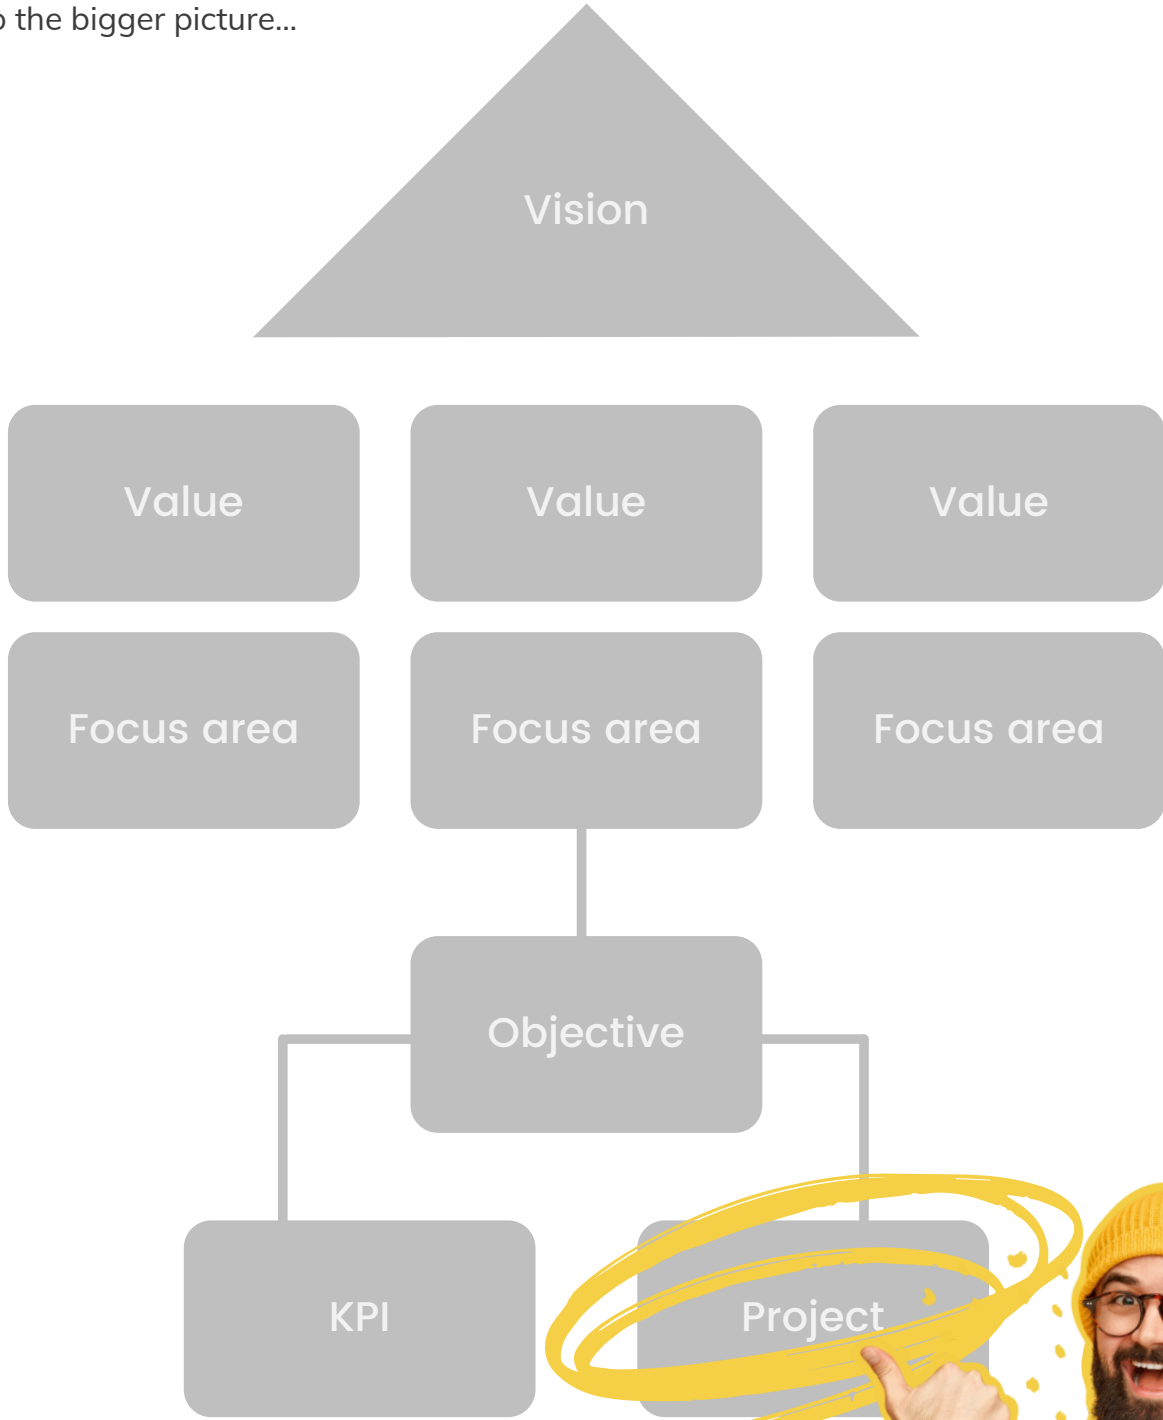 the bigger picture...
Vision
Value Value Value
Focus area Focus area Focus area
Objective
KPI Project